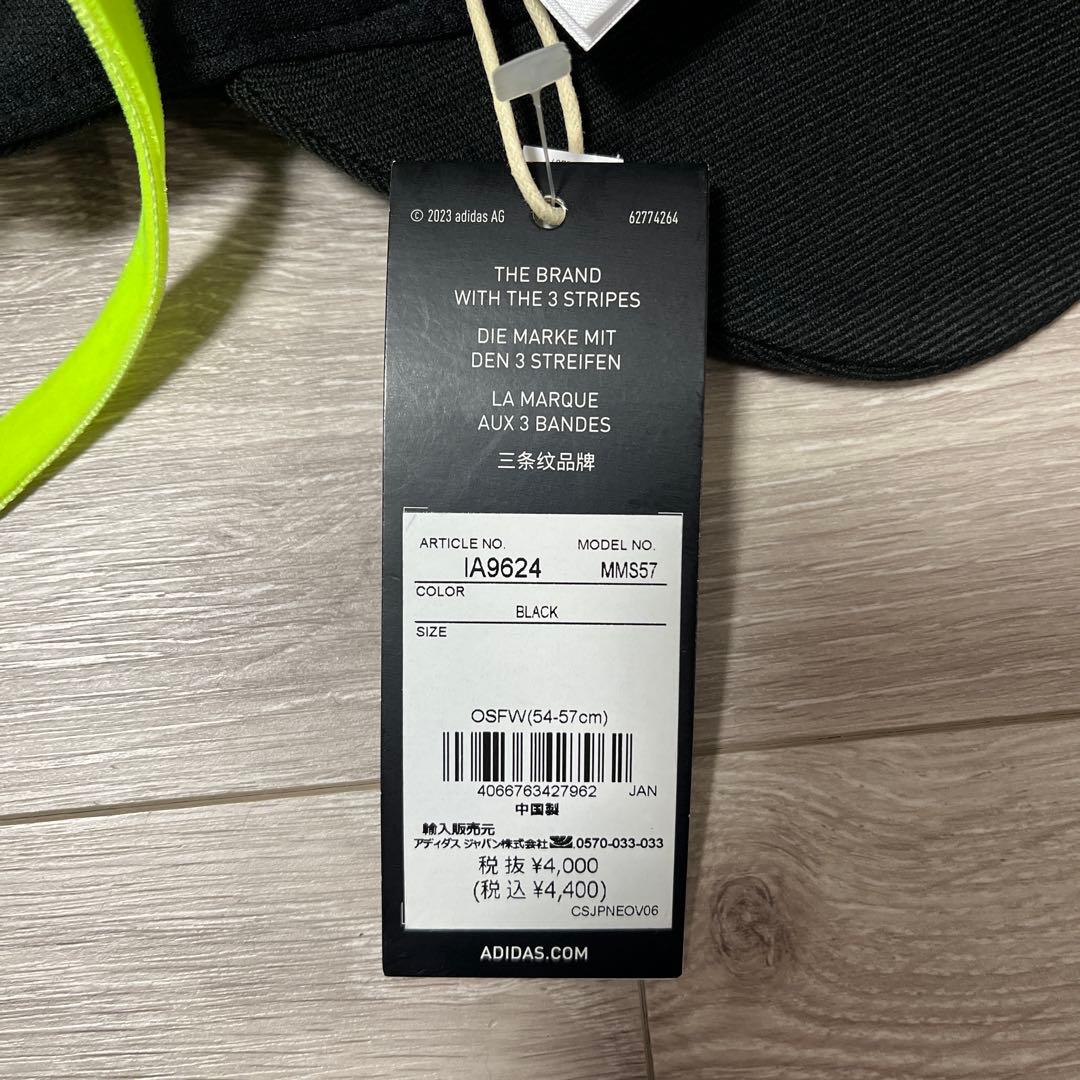 © 2023 adidas AG 62774264
THE BRAND
WITH THE 3 STRIPES
DIE MARKE MIT
DEN 3 STREIFEN
LA MARQUE
AUX 3 BANDES
三条纹品牌
ARTICLE NO. MODEL NO.
IA9624 MMS57
COLOR
BLACK
SIZE
OSFW(54-57cm)
4066763427962 JAN
中国製
輸入販売元
アディダス ジャパン株式会社 .0570-033-033
税抜 ¥4,000
(税込 ¥4,400)
CSJPNEOV06
ADIDAS.COM